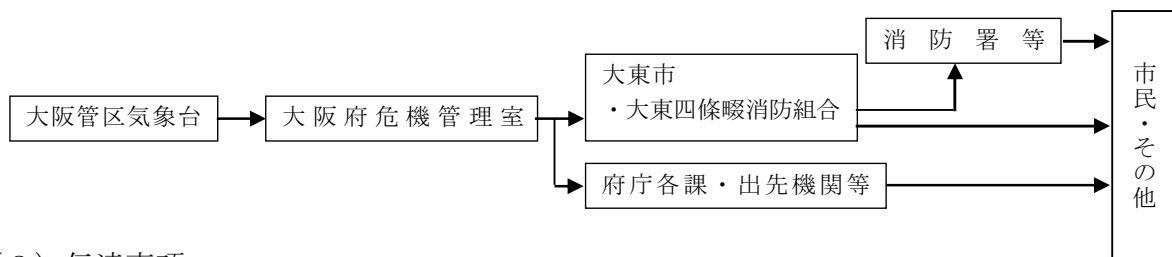 消防署等
大東市
・大東四條畷消防組合
大阪管区気象台
大阪府危機管理室
府庁各課・出先機関等
市民・その他